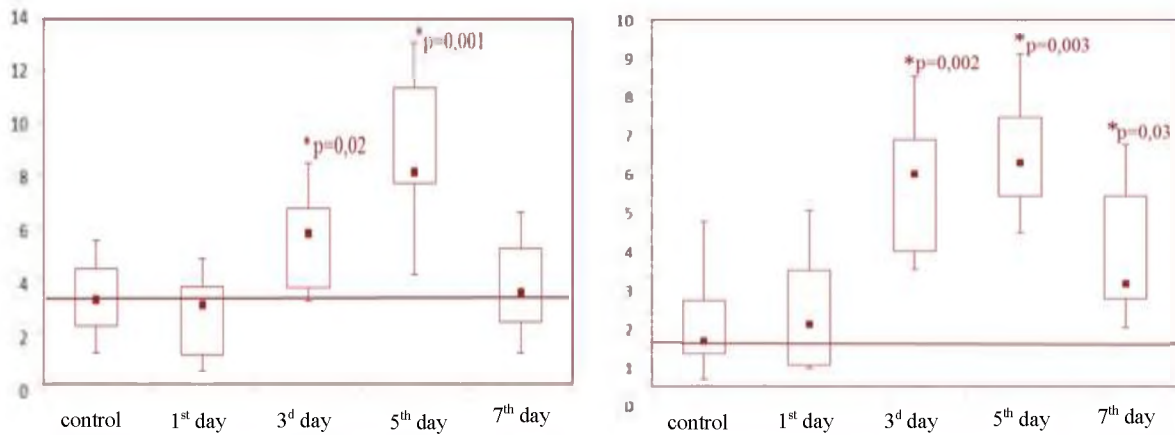 14
12
10
8
6
4
2
0
* p=0,02
* p=0,001
control 1st day 3d day 5th day 7th day
10
9
8
7
6
5
4
3
2
1
0
*p=0,002
*p=0,003
*p=0,03
control 1st day 3d day 5th day 7th day